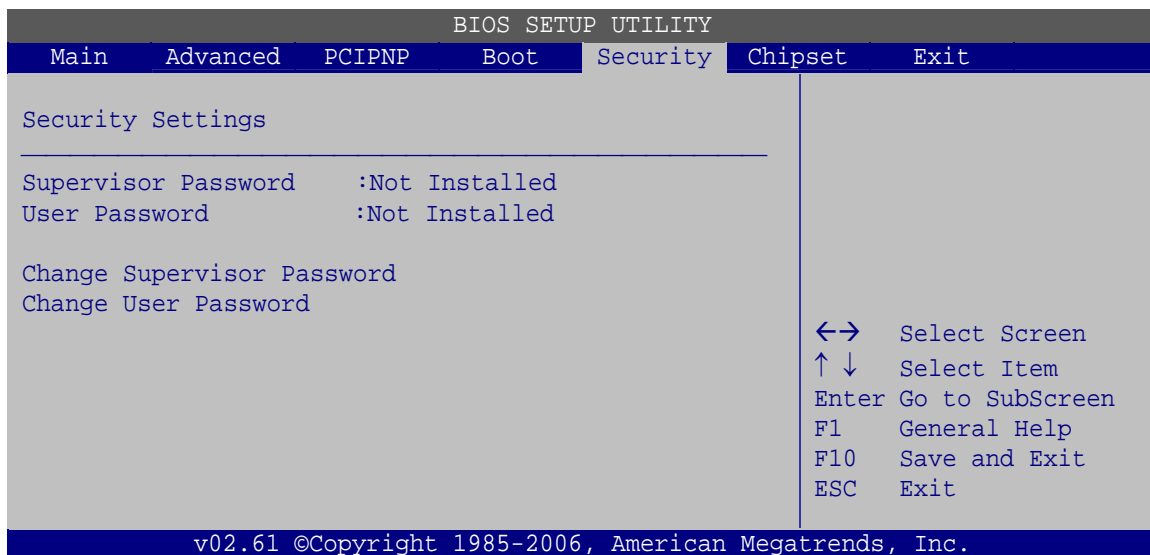 BIOS SETUP UTILITY
Main Advanced PCIPNP Boot Security Chipset Exit
Security Settings
Supervisor Password :Not Installed
User Password :Not Installed
Change Supervisor Password
Change User Password
←→ Select Screen
↑ ↓ Select Item
Enter Go to SubScreen
F1 General Help
F10 Save and Exit
ESC Exit
v02.61 ©Copyright 1985-2006, American Megatrends, Inc.